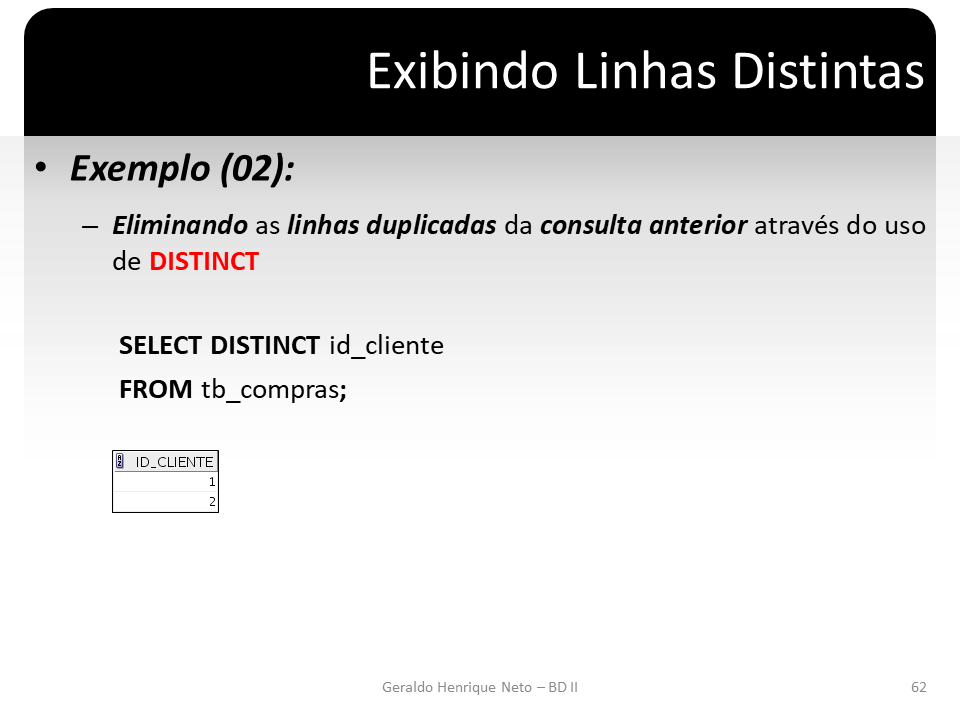 Exibindo Linhas Distintas
• Exemplo (02):
– Eliminando as linhas duplicadas da consulta anterior através do uso
de DISTINCT
SELECT DISTINCT id_cliente
FROM tb_compras;
ID_CLIENTE
1
2
Geraldo Henrique Neto – BD II
62